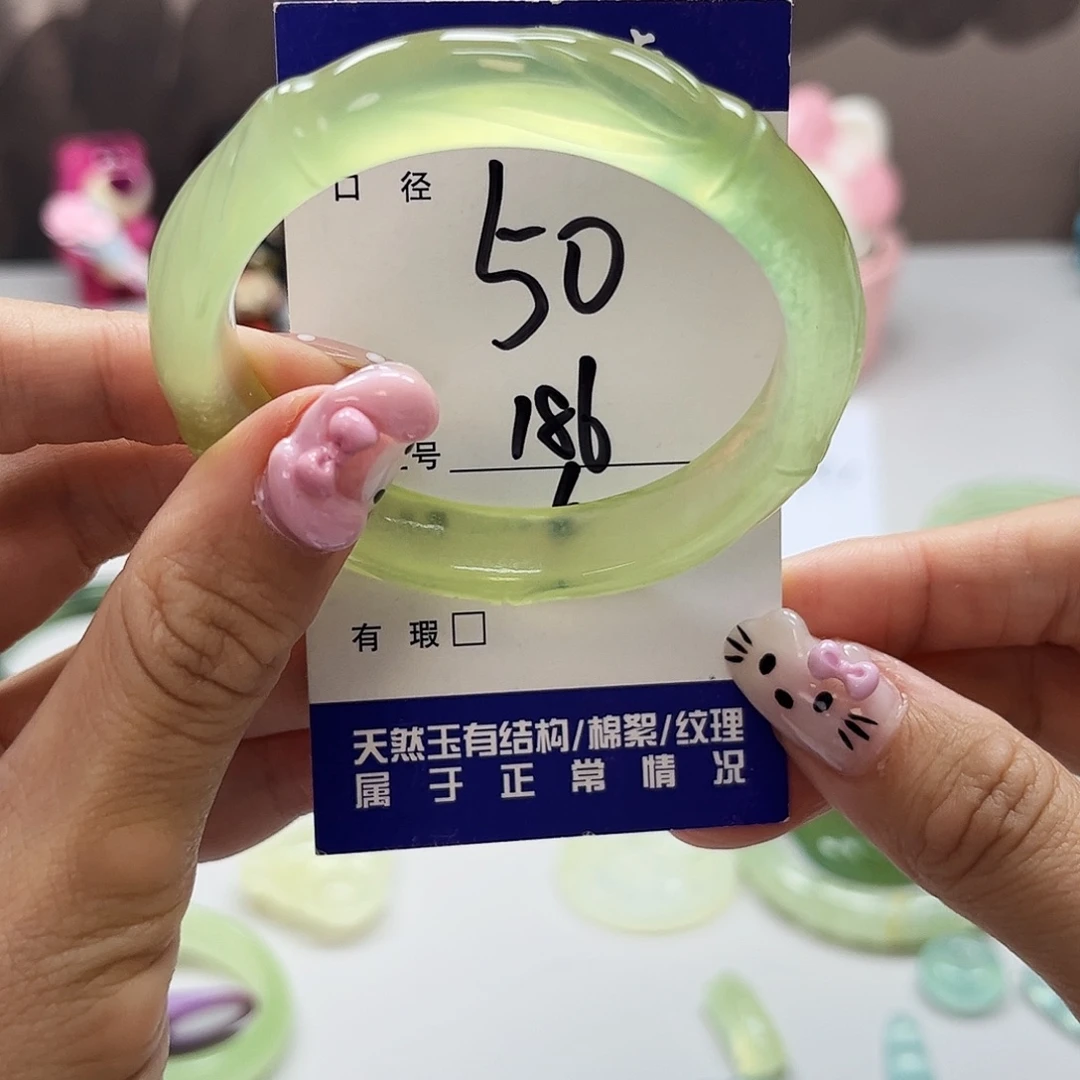 口 径
50
186
号
有 瑕 □
天然玉有结构/棉絮/纹理
属 于 正 常 情 况